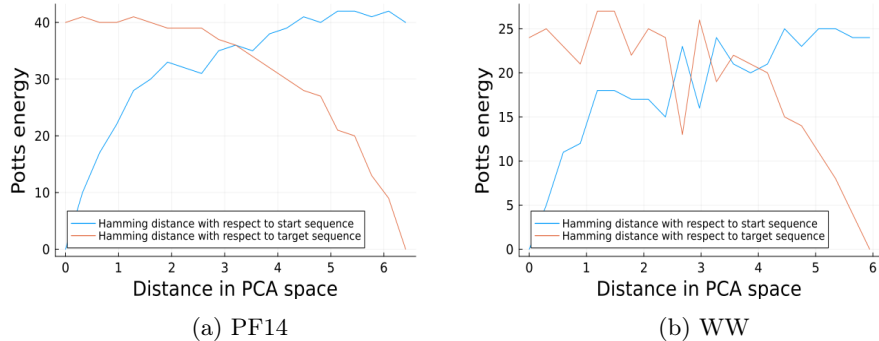 40
30
20
10
0
Potts energy
Hamming distance with respect to start sequence
Hamming distance with respect to target sequence
0 1 2 3 4 5 6
Distance in PCA space
(a) PF14
25
20
15
10
5
0
Potts energy
Hamming distance with respect to start sequence
Hamming distance with respect to target sequence
0 1 2 3 4 5 6
Distance in PCA space
(b) WW